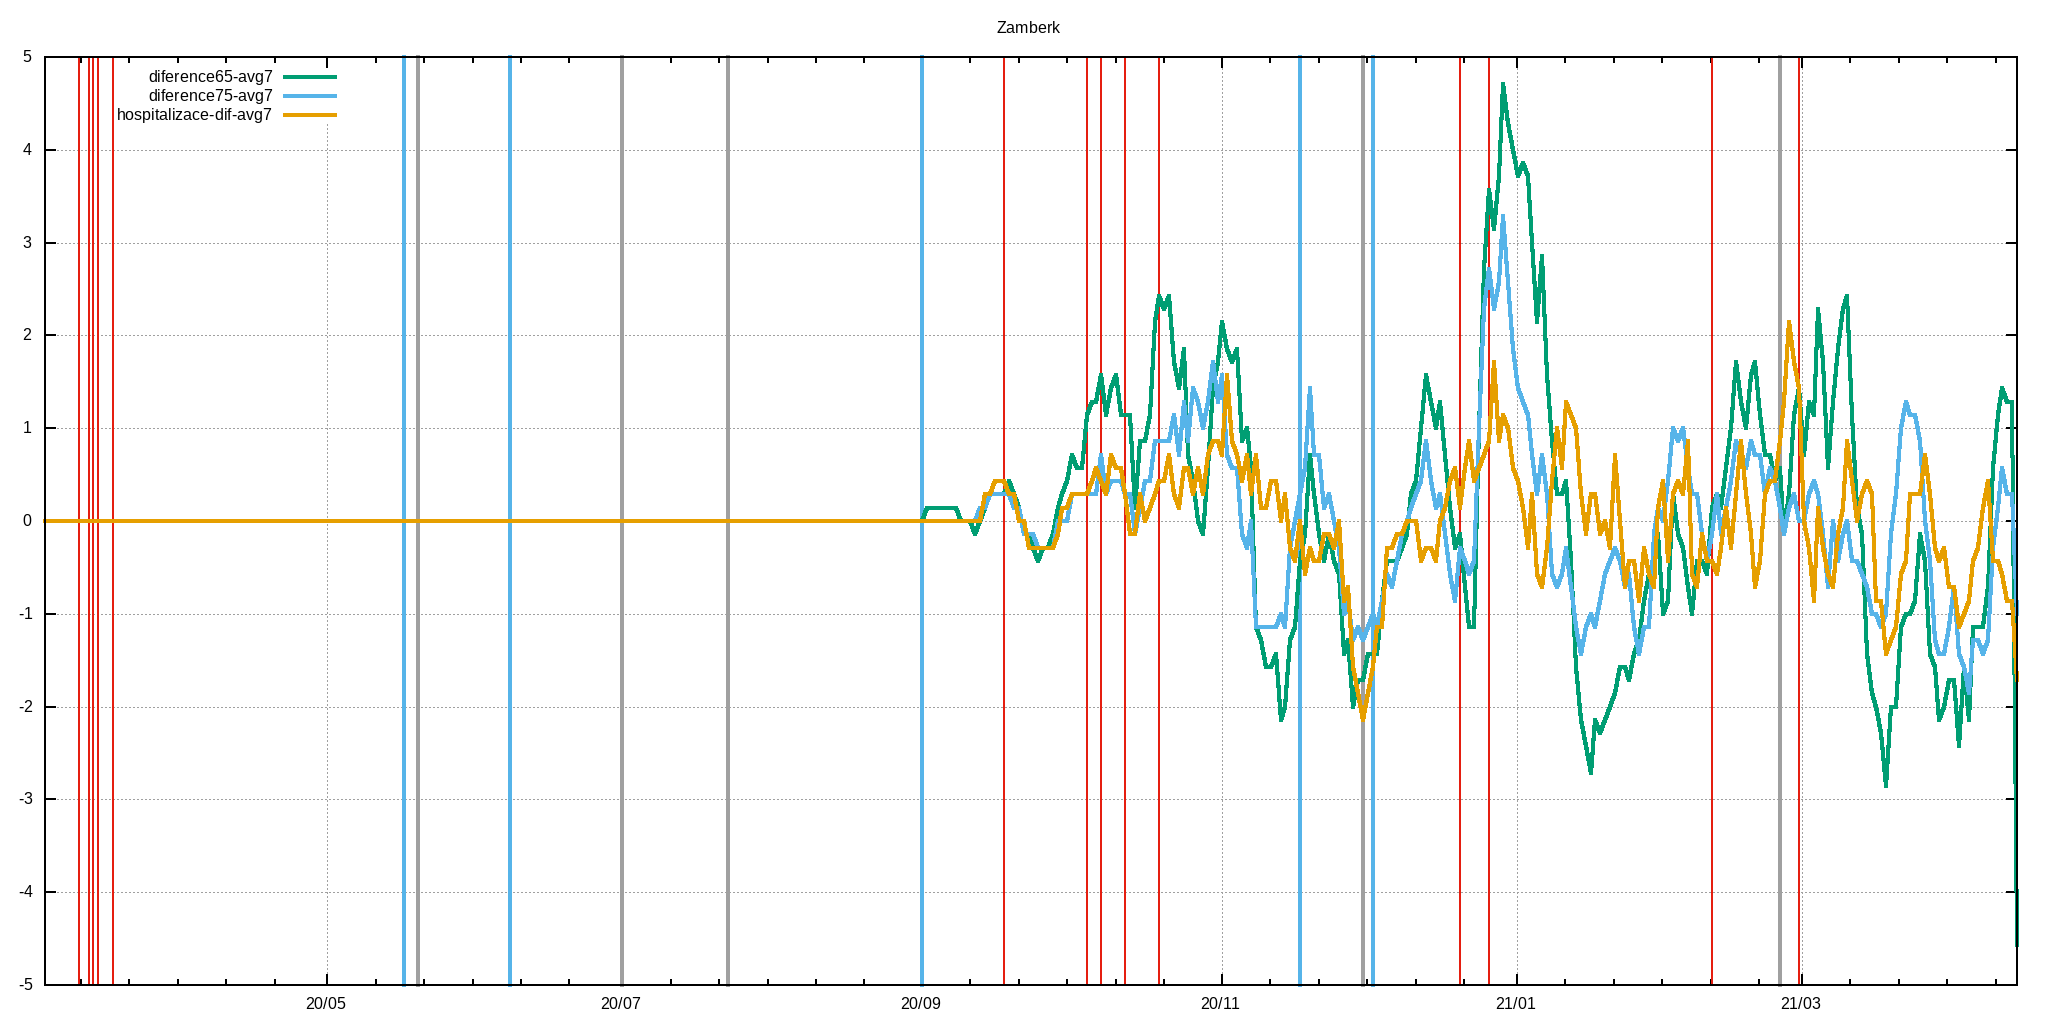 Zamberk
diference65-avg7
diference75-avg7
hospitalizace-dif-avg7
5
4
3
2
1
0
-1
-2
-3
-4
-5
20/05 20/07 20/09 20/11 21/01 21/03